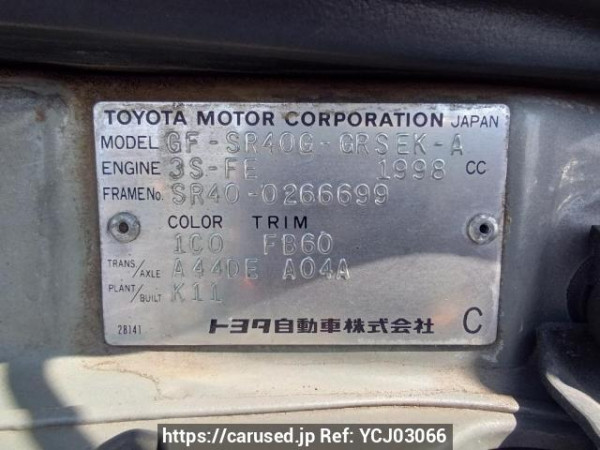 TOYOTA MOTOR CORPORATION JAPAN
MODEL GF-SR40G-GRSEK-A
ENGINE 3S-FE 1998 CC
FRAME No. SR40-0266699
COLOR TRIM
1C0 FB60
TRANS/AXLE A44DE A04A
PLANT/BUILT K11
28141 トヨタ自動車株式会社 C
https://carused.jp Ref: YCJ03066